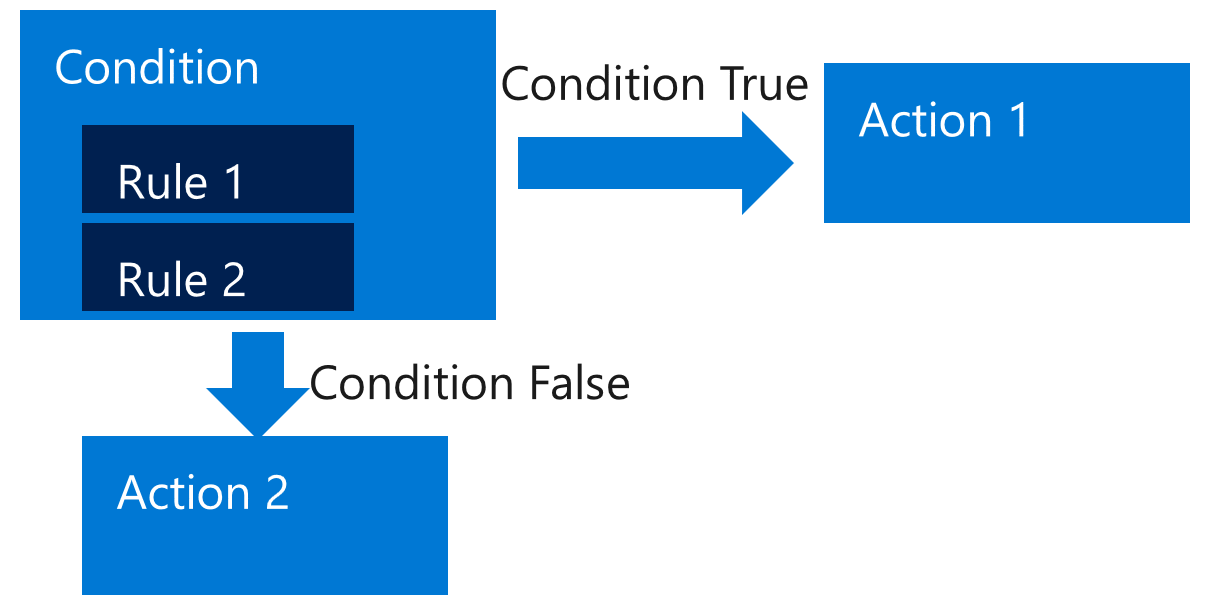 Condition
Condition True
Action 1
Rule 1
Rule 2
Condition False
Action 2